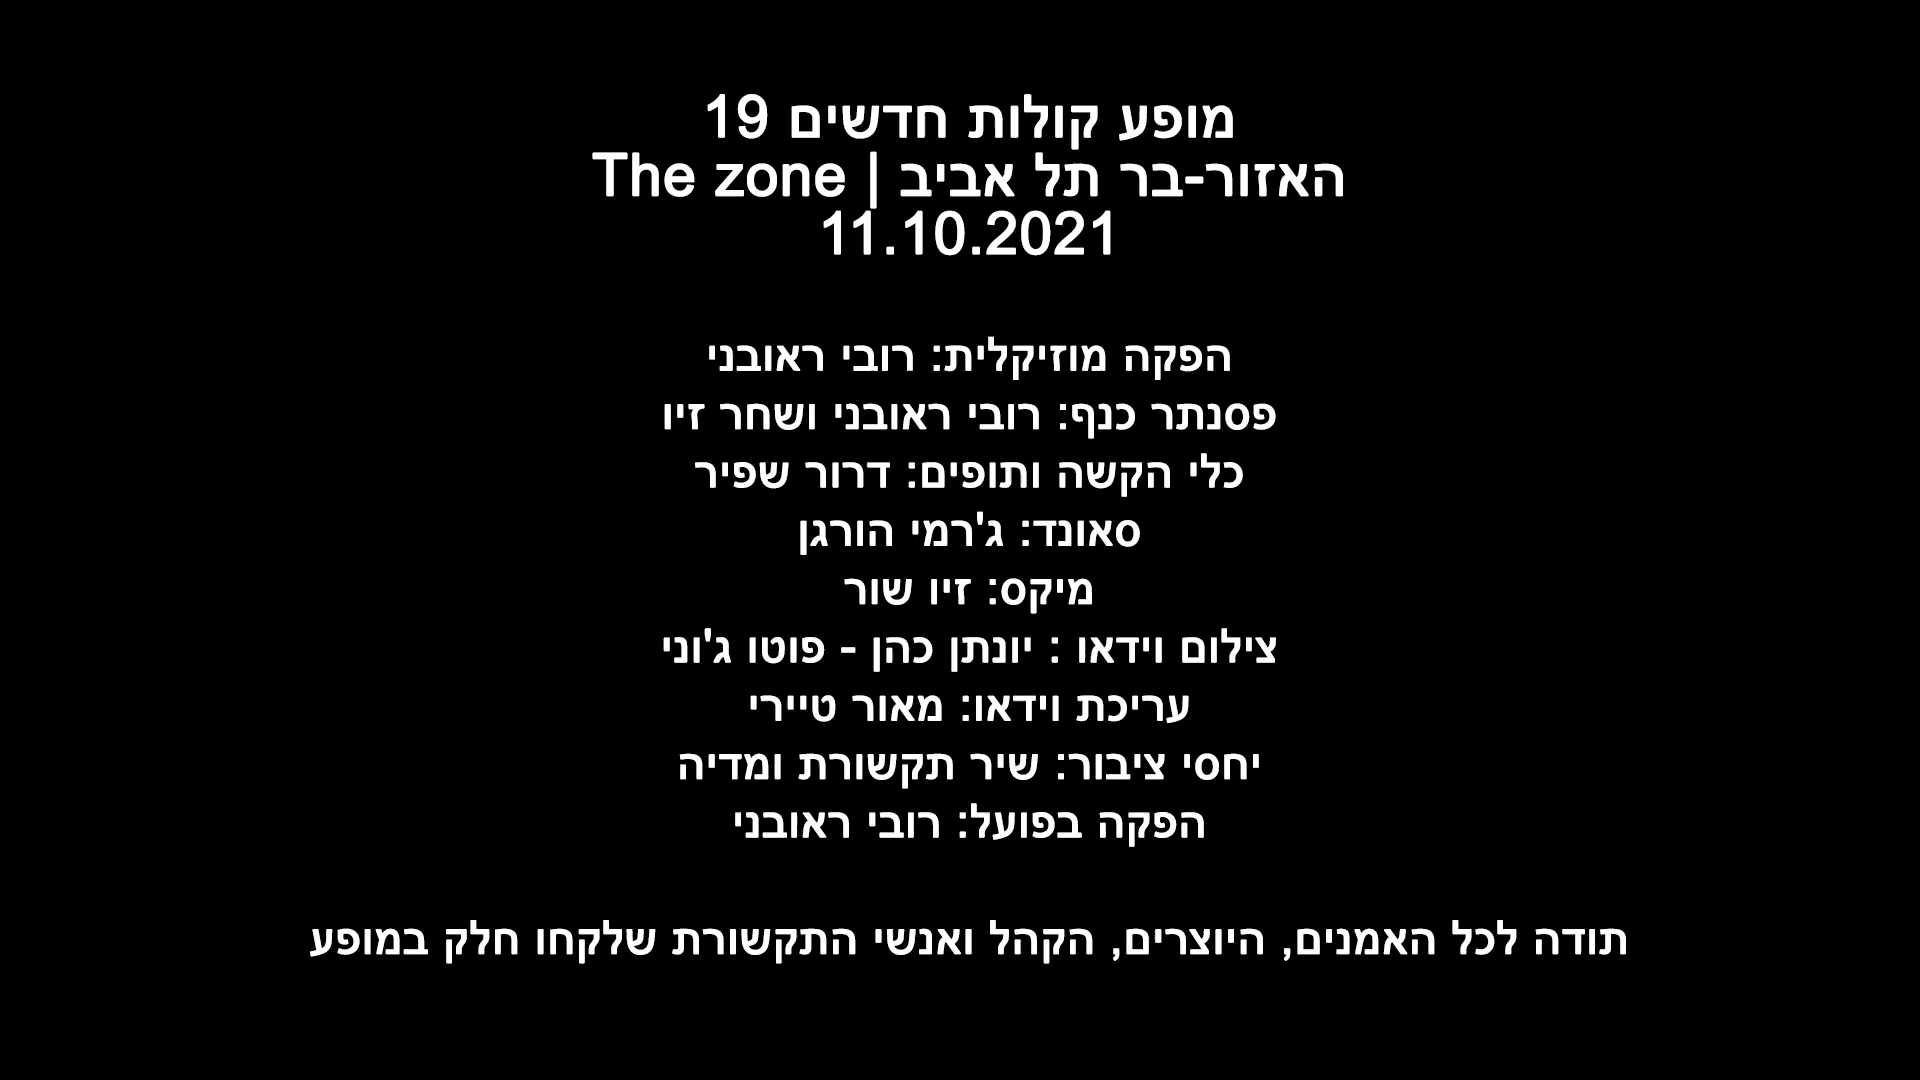 מופע קולות חדשים 19
האזור-בר תל אביב | The zone
11.10.2021
הפקה מוזיקלית: רובי ראובני
פסנתר כנף: רובי ראובני ושחר זיו
כלי הקשה ותופים: דרור שפיר
סאונד: ג'רמי הורגן
מיקס: זיו שור
צילום וידאו : יונתן כהן - פוטו ג'וני
עריכת וידאו: מאור טיירי
יחסי ציבור: שיר תקשורת ומדיה
הפקה בפועל: רובי ראובני
תודה לכל האמנים, היוצרים, הקהל ואנשי התקשורת שלקחו חלק במופע